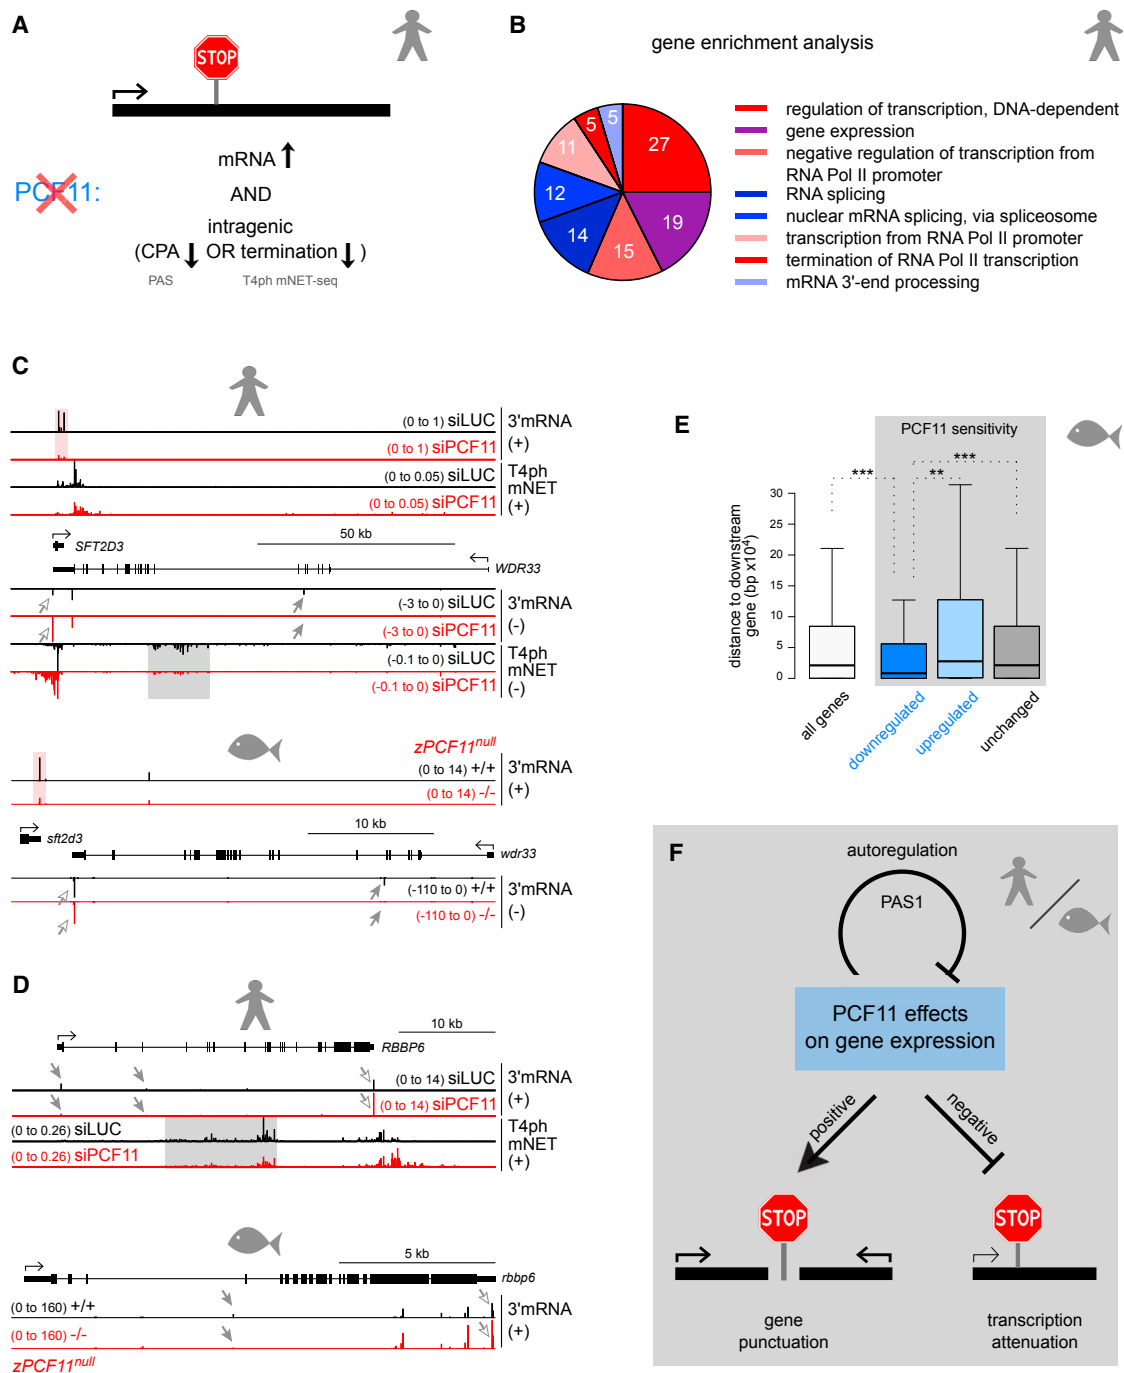 A
STOP
mRNA
PCF11:
AND
intragenic
(CPA OR termination )
PAS T4ph mNET-seq
B
gene enrichment analysis
27
19
15
14
12
11
5
5
regulation of transcription, DNA-dependent
gene expression
negative regulation of transcription from
RNA Pol II promoter
RNA splicing
nuclear mRNA splicing, via spliceosome
transcription from RNA Pol II promoter
termination of RNA Pol II transcription
mRNA 3'-end processing
C
(0 to 1) siLUC
(0 to 1) siPCF11
3'mRNA
(+)
(0 to 0.05) siLUC
(0 to 0.05) siPCF11
T4ph
mNET
(+)
SFT2D3
50 kb
WDR33
(-3 to 0) siLUC
(-3 to 0) siPCF11
3'mRNA
(-)
(-0.1 to 0) siLUC
(-0.1 to 0) siPCF11
T4ph
mNET
(-)
zPCF11null
(0 to 14) +/+
(0 to 14) -/-
3'mRNA
(+)
sft2d3
10 kb
wdr33
(-110 to 0) +/+
(-110 to 0) -/-
3'mRNA
(-)
D
10 kb
RBBP6
(0 to 14) siLUC
(0 to 14) siPCF11
3'mRNA
(+)
(0 to 0.26) siLUC
(0 to 0.26) siPCF11
T4ph
mNET
(+)
5 kb
rbbp6
(0 to 160) +/+
(0 to 160) -/-
3'mRNA
(+)
zPCF11null
E
PCF11 sensitivity
***
**
***
distance to downstream
gene (bp x104)
30
25
20
15
10
5
0
all genes
downregulated
upregulated
unchanged
F
autoregulation
PAS1
PCF11 effects
on gene expression
positive
negative
STOP
STOP
gene
punctuation
transcription
attenuation